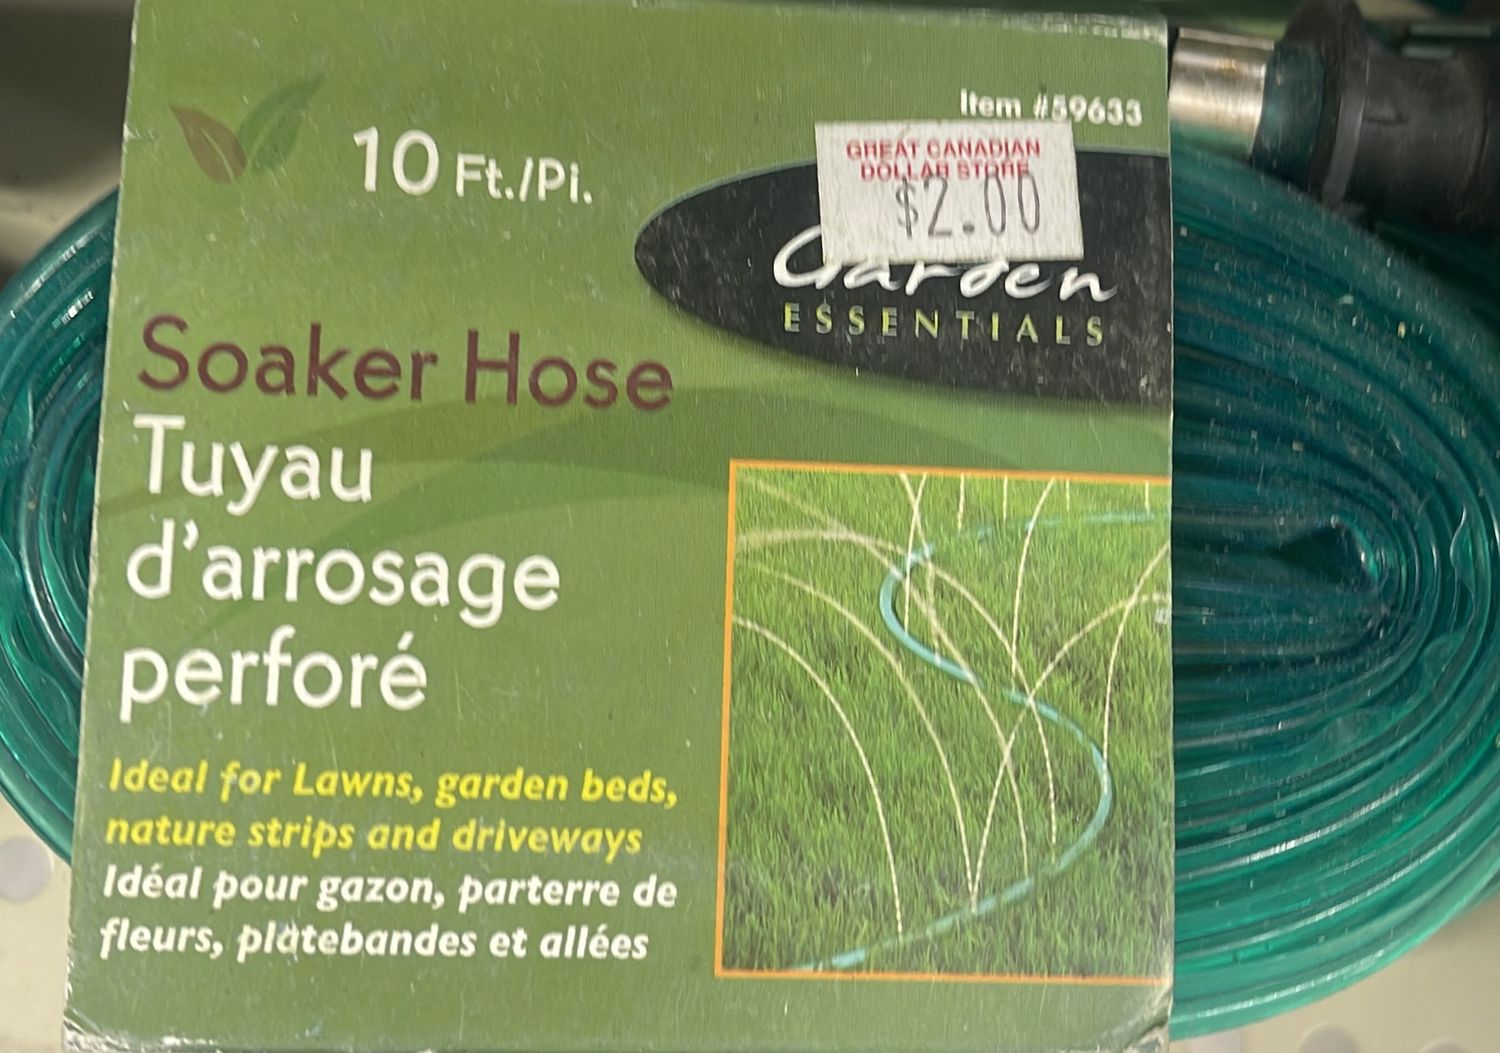 Item #59633
10 Ft./Pi.
GREAT CANADIAN
DOLLAR STORE
$2.00
Garden
ESSENTIALS
Soaker Hose
Tuyau
d'arrosage
perforé
Ideal for Lawns, garden beds,
nature strips and driveways
Idéal pour gazon, parterre de
fleurs, platebandes et allées